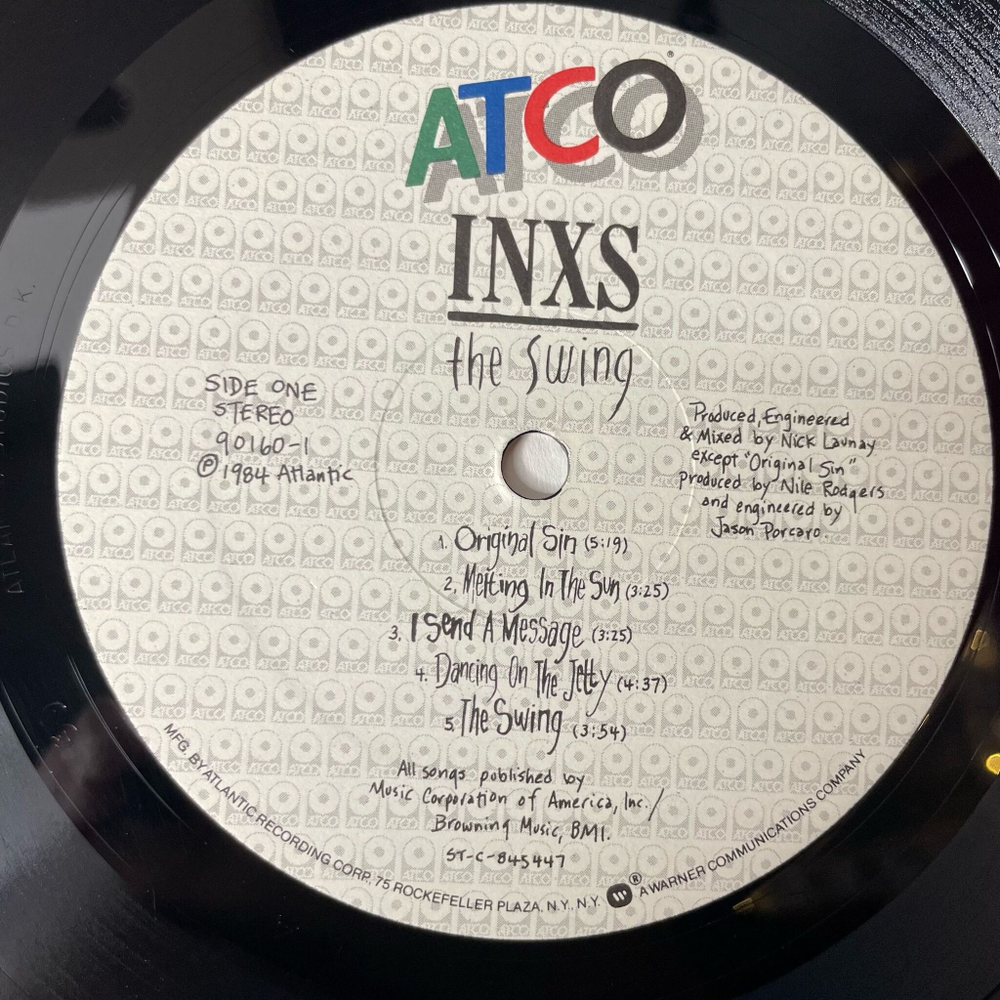 ATCO®
INXS
the swing
SIDE ONE
STEREO
90160-1
℗1984 Atlantic
Produced, Engineered
& Mixed by Nick Launay
except "Original Sin"
Produced by Nile Rodgers
and engineered by
Jason Porcaro
1. Original Sin (5:19)
2. Melting In The Sun (3:25)
3. I Send A Message (3:25)
4. Dancing On The Jetty (4:37)
5. The Swing (3:54)
All songs published by
Music Corporation of America, Inc./
Browning Music, BMI.
ST-C-845447
MFG. BY ATLANTIC RECORDING CORP., 75 ROCKEFELLER PLAZA, N.Y., N.Y. ® A WARNER COMMUNICATIONS COMPANY